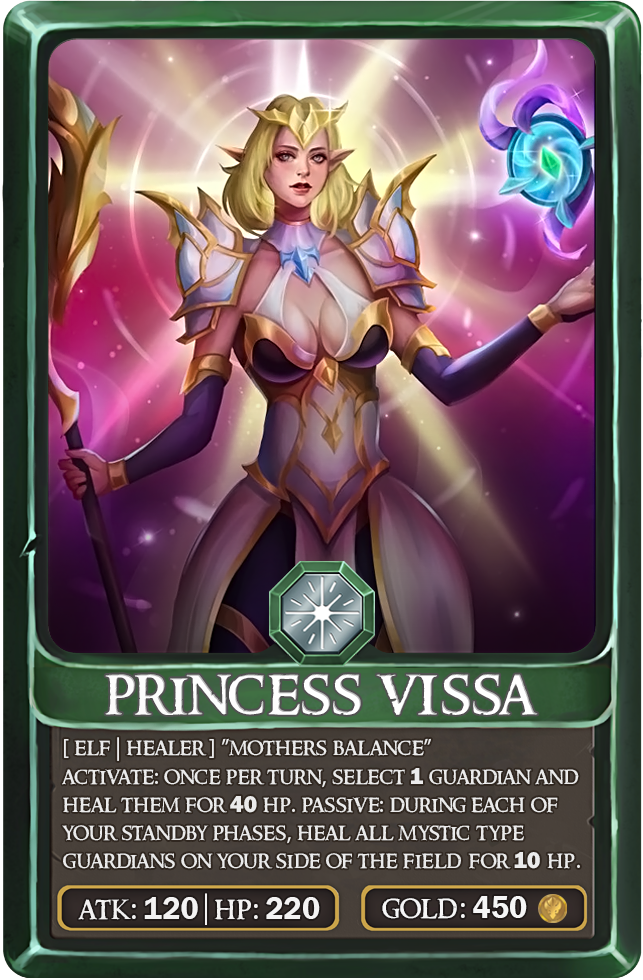 PRINCESS VISSA
[ ELF | HEALER ] "MOTHERS BALANCE"
ACTIVATE: ONCE PER TURN, SELECT 1 GUARDIAN AND
HEAL THEM FOR 40 HP. PASSIVE: DURING EACH OF
YOUR STANDBY PHASES, HEAL ALL MYSTIC TYPE
GUARDIANS ON YOUR SIDE OF THE FIELD FOR 10 HP.
ATK: 120 | HP: 220
GOLD: 450